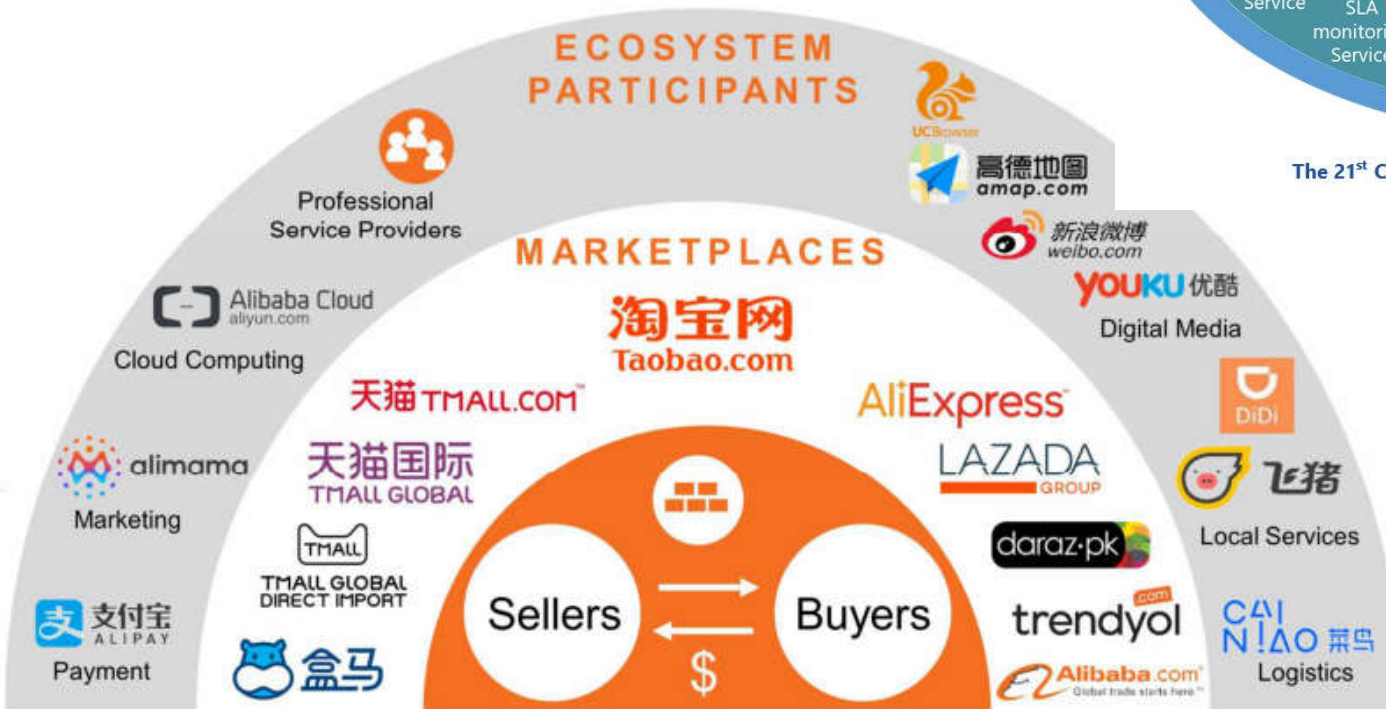 Service
SLA
monitori
Service
The 21st C
ECOSYSTEM
PARTICIPANTS
UCBrowser
高德地图
amap.com
Professional
Service Providers
MARKETPLACES
新浪微博
weibo.com
Alibaba Cloud
aliyun.com
Cloud Computing
淘宝网
Taobao.com
YOUKU 优酷
Digital Media
天猫 TMALL.COM™
AliExpress™
DiDi
alimama
Marketing
天猫国际
TMALL GLOBAL
LAZADA
GROUP
飞猪
Local Services
TMALL
TMALL GLOBAL
DIRECT IMPORT
daraz.pk
Sellers
Buyers
$
trendyol
.com
支 支付宝
ALIPAY
Payment
盒马
Alibaba.com®
Global trade starts here™
CAI
NIAO 菜鸟
Logistics